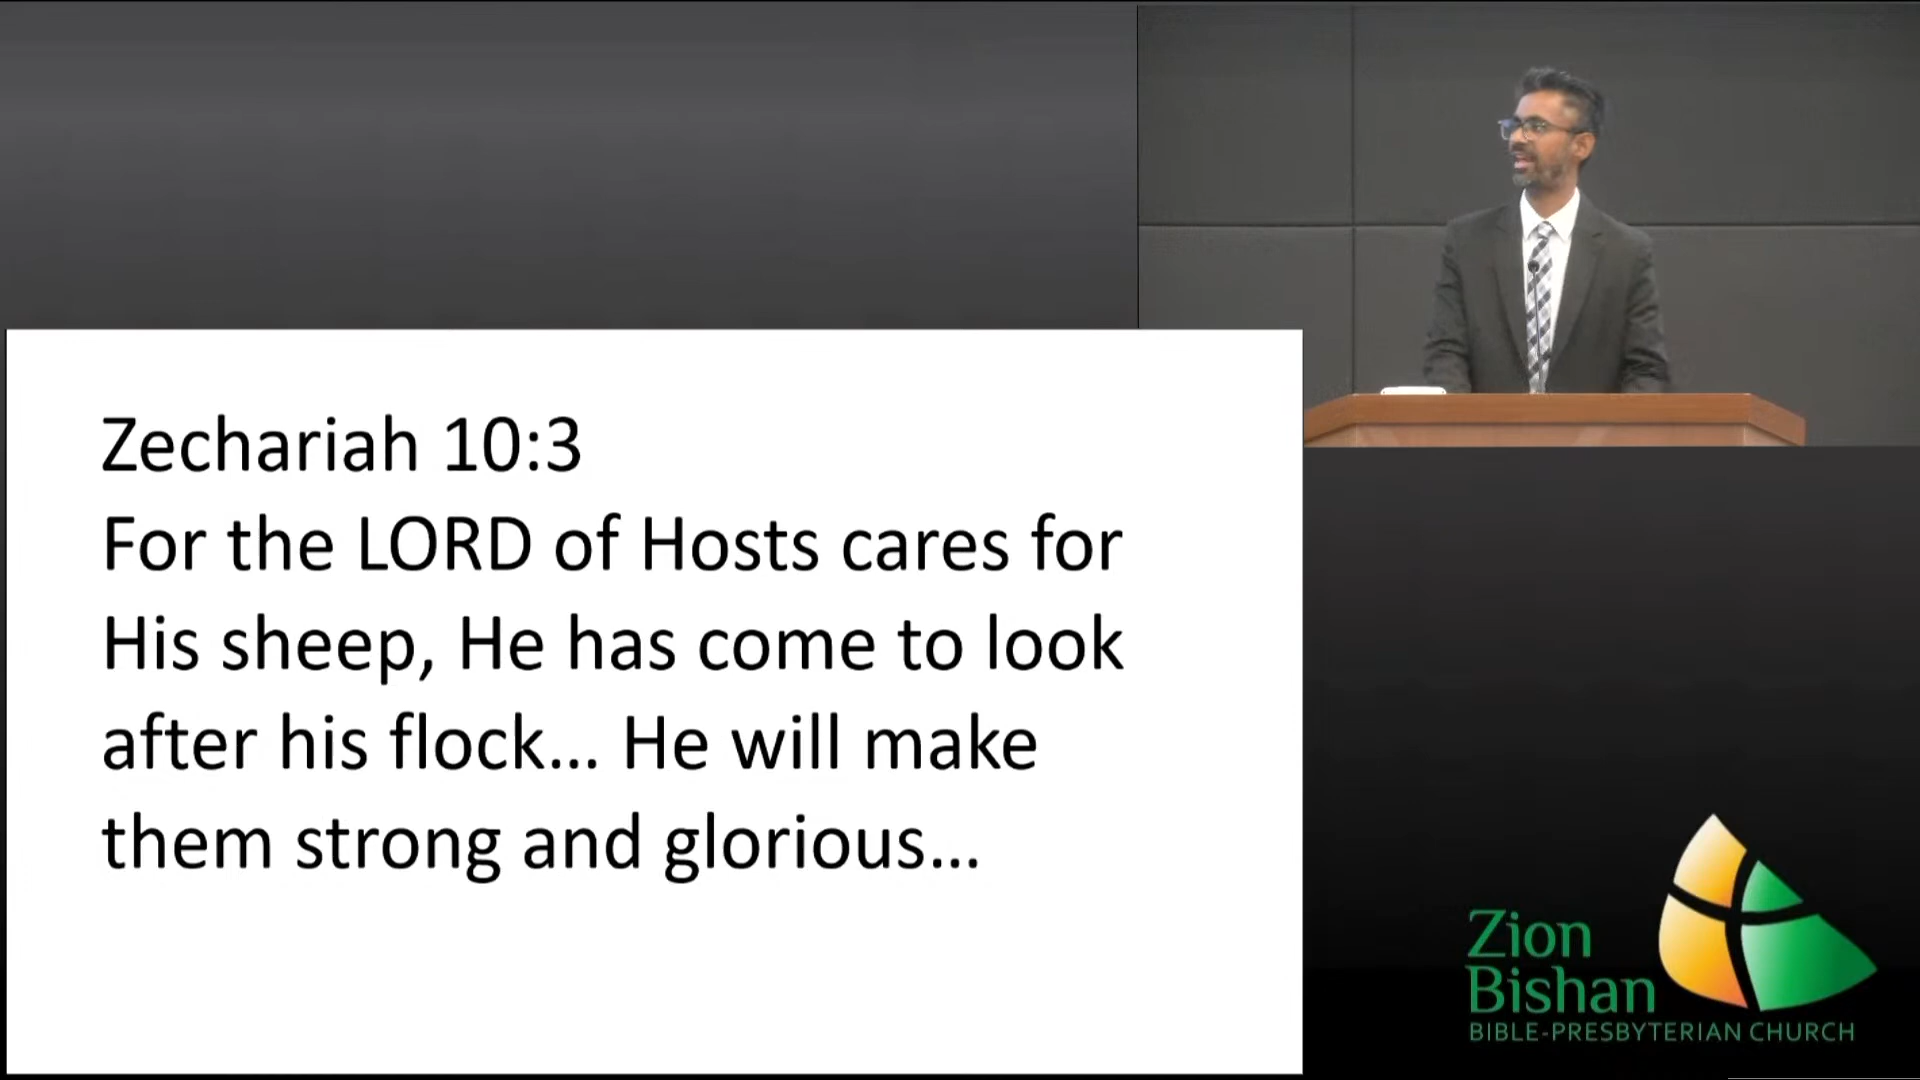 Zechariah 10:3
For the LORD of Hosts cares for
His sheep, He has come to look
after his flock... He will make
them strong and glorious...
Zion
Bishan
BIBLE-PRESBYTERIAN CHURCH